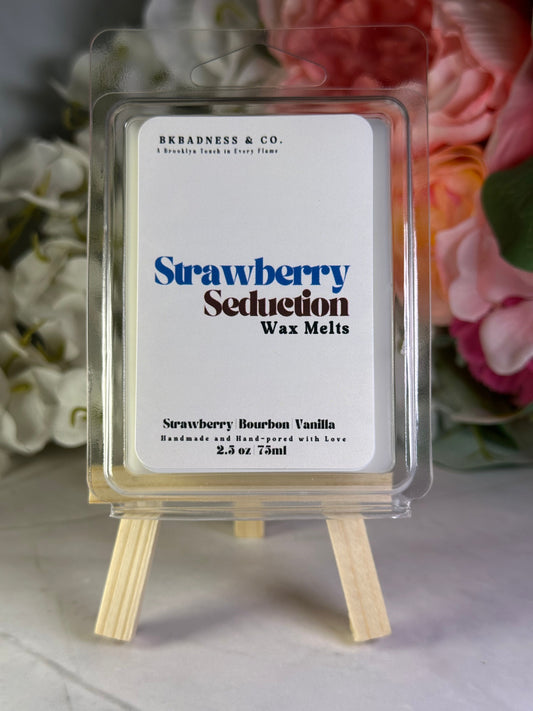 BKBADNESS & CO.
A Brooklyn Touch in Every Flame
Strawberry
Seduction
Wax Melts
Strawberry|Bourbon|Vanilla
Handmade and Hand-pored with Love
2.5 oz|75ml